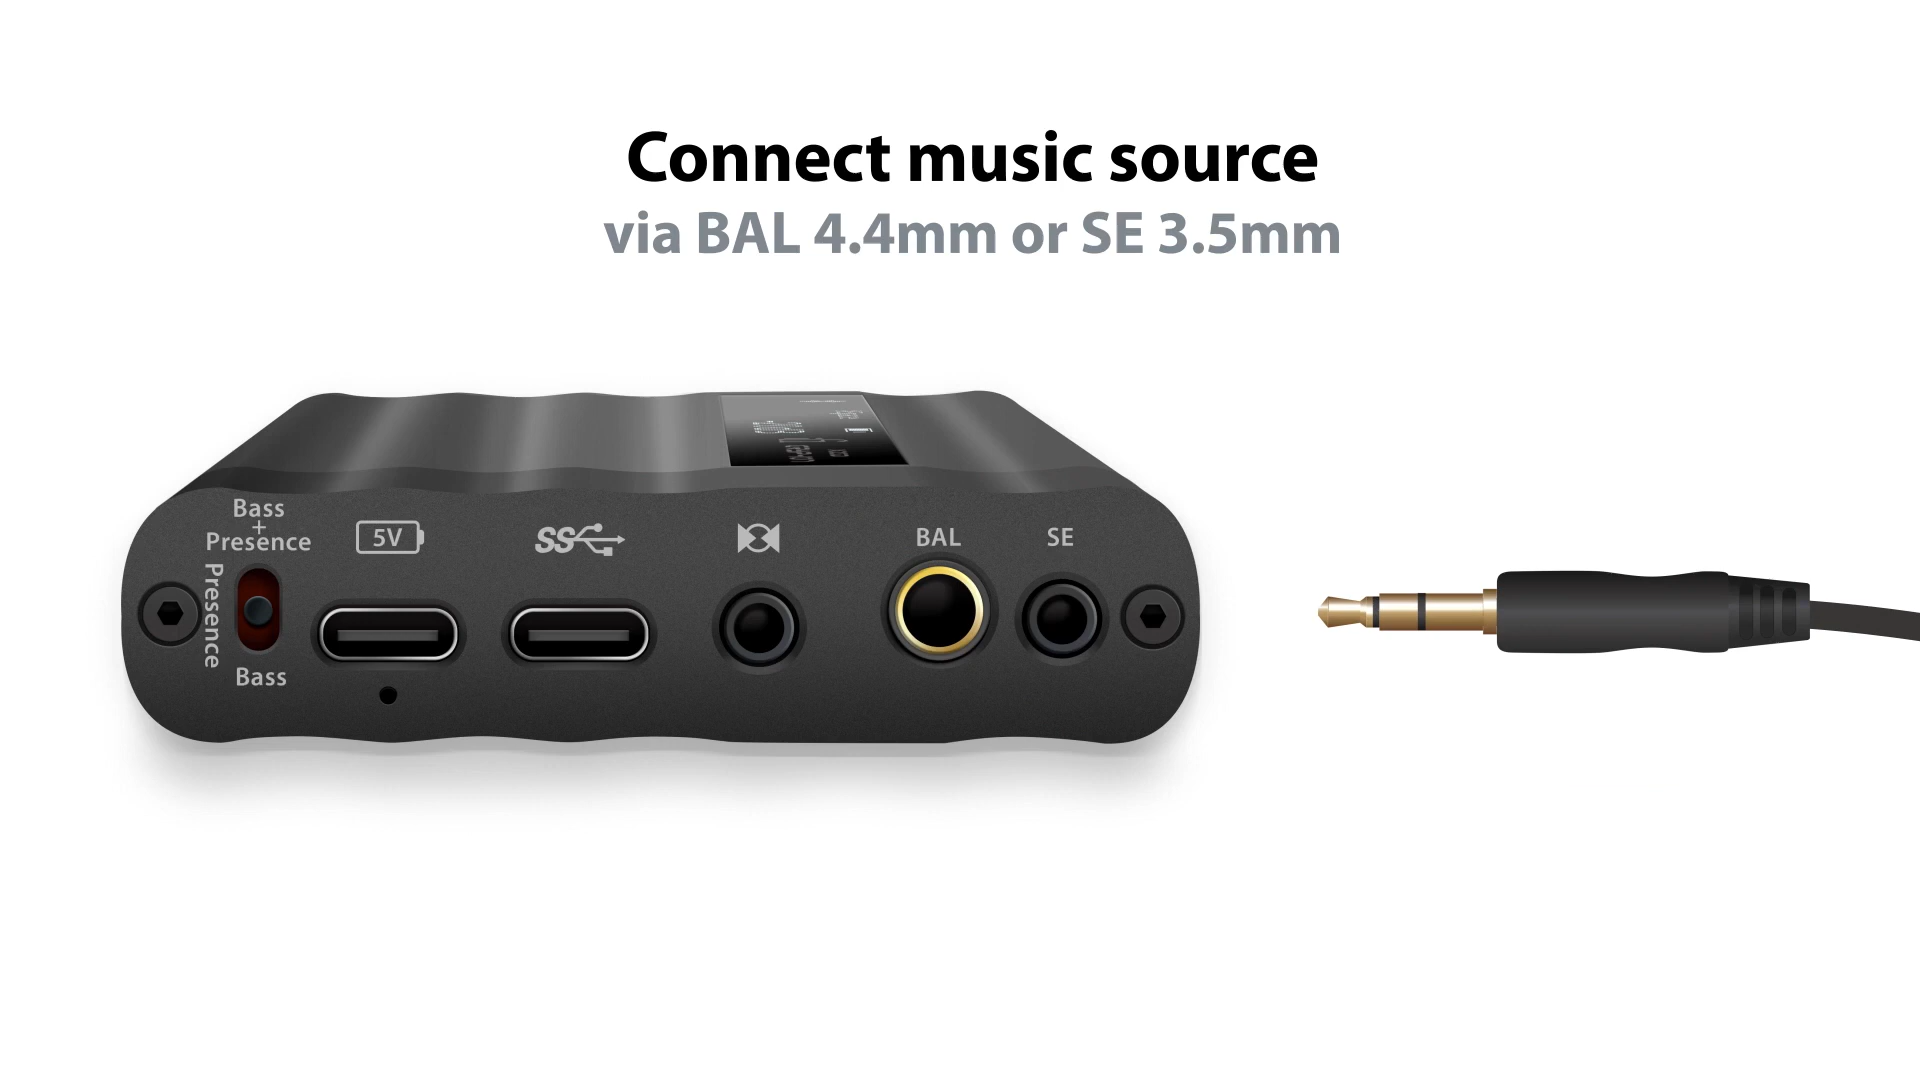 Connect music source
via BAL 4.4mm or SE 3.5mm
Bass
+
Presence
Presence
Bass
5V
SS
BAL
SE